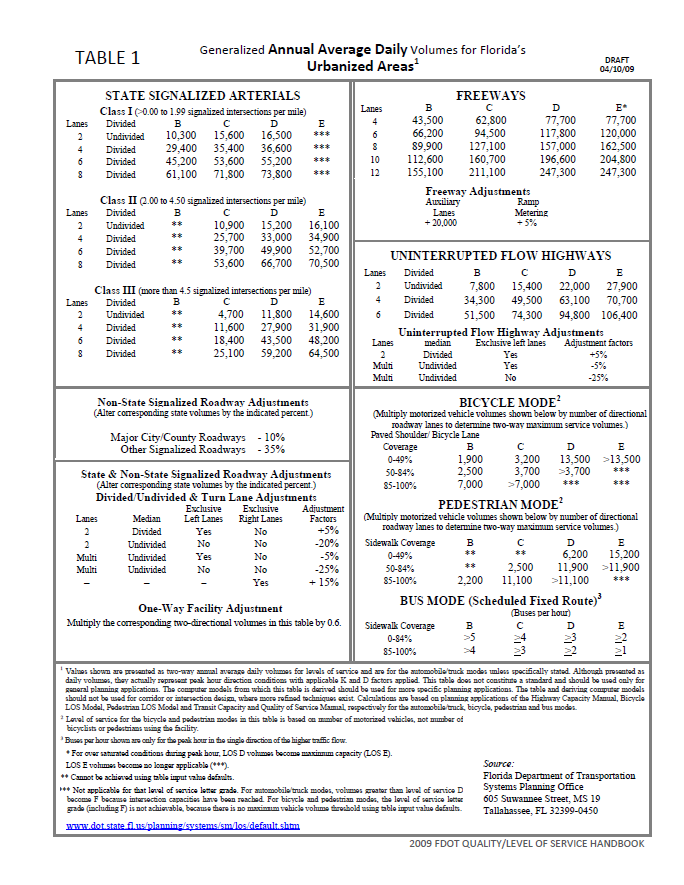 TABLE 1
Generalized Annual Average Daily Volumes for Florida's
Urbanized Areas¹
DRAFT
04/10/09
STATE SIGNALIZED ARTERIALS
Class I (>0.00 to 1.99 signalized intersections per mile)
Lanes Divided B C D E
2 Undivided 10,300 15,600 16,500 ***
4 Divided 29,400 35,400 36,600 ***
6 Divided 45,200 53,600 55,200 ***
8 Divided 61,100 71,800 73,800 ***
Class II (2.00 to 4.50 signalized intersections per mile)
Lanes Divided B C D E
2 Undivided ** 10,900 15,200 16,100
4 Divided ** 25,700 33,000 34,900
6 Divided ** 39,700 49,900 52,700
8 Divided ** 53,600 66,700 70,500
Class III (more than 4.5 signalized intersections per mile)
Lanes Divided B C D E
2 Undivided ** 4,700 11,800 14,600
4 Divided ** 11,600 27,900 31,900
6 Divided ** 18,400 43,500 48,200
8 Divided ** 25,100 59,200 64,500
Non-State Signalized Roadway Adjustments
(Alter corresponding state volumes by the indicated percent.)
Major City/County Roadways - 10%
Other Signalized Roadways - 35%
State & Non-State Signalized Roadway Adjustments
(Alter corresponding state volumes by the indicated percent.)
Divided/Undivided & Turn Lane Adjustments
Exclusive Exclusive Adjustment
Lanes Median Left Lanes Right Lanes Factors
2 Divided Yes No +5%
2 Undivided No No -20%
Multi Undivided Yes No -5%
Multi Undivided No No -25%
– – – Yes + 15%
One-Way Facility Adjustment
Multiply the corresponding two-directional volumes in this table by 0.6.
FREEWAYS
Lanes B C D E*
4 43,500 62,800 77,700 77,700
6 66,200 94,500 117,800 120,000
8 89,900 127,100 157,000 162,500
10 112,600 160,700 196,600 204,800
12 155,100 211,100 247,300 247,300
Freeway Adjustments
Auxiliary Ramp
Lanes Metering
+ 20,000 + 5%
UNINTERRUPTED FLOW HIGHWAYS
Lanes Divided B C D E
2 Undivided 7,800 15,400 22,000 27,900
4 Divided 34,300 49,500 63,100 70,700
6 Divided 51,500 74,300 94,800 106,400
Uninterrupted Flow Highway Adjustments
Lanes median Exclusive left lanes Adjustment factors
2 Divided Yes +5%
Multi Undivided Yes -5%
Multi Undivided No -25%
BICYCLE MODE²
(Multiply motorized vehicle volumes shown below by number of directional
roadway lanes to determine two-way maximum service volumes.)
Paved Shoulder/ Bicycle Lane
Coverage B C D E
0-49% 1,900 3,200 13,500 >13,500
50-84% 2,500 3,700 >3,700 ***
85-100% 7,000 >7,000 *** ***
PEDESTRIAN MODE²
(Multiply motorized vehicle volumes shown below by number of directional
roadway lanes to determine two-way maximum service volumes.)
Sidewalk Coverage B C D E
0-49% ** ** 6,200 15,200
50-84% ** 2,500 11,900 >11,900
85-100% 2,200 11,100 >11,100 ***
BUS MODE (Scheduled Fixed Route)³
(Buses per hour)
Sidewalk Coverage B C D E
0-84% >5 ≥4 ≥3 ≥2
85-100% >4 ≥3 ≥2 ≥1
¹ Values shown are presented as two-way annual average daily volumes for levels of service and are for the automobile/truck modes unless specifically stated. Although presented as
daily volumes, they actually represent peak hour direction conditions with applicable K and D factors applied. This table does not constitute a standard and should be used only for
general planning applications. The computer models from which this table is derived should be used for more specific planning applications. The table and deriving computer models
should not be used for corridor or intersection design, where more refined techniques exist. Calculations are based on planning applications of the Highway Capacity Manual, Bicycle
LOS Model, Pedestrian LOS Model and Transit Capacity and Quality of Service Manual, respectively for the automobile/truck, bicycle, pedestrian and bus modes.
² Level of service for the bicycle and pedestrian modes in this table is based on number of motorized vehicles, not number of
bicyclists or pedestrians using the facility.
³ Buses per hour shown are only for the peak hour in the single direction of the higher traffic flow.
* For over saturated conditions during peak hour, LOS D volumes become maximum capacity (LOS E).
LOS E volumes become no longer applicable (***).
** Cannot be achieved using table input value defaults.
*** Not applicable for that level of service letter grade. For automobile/truck modes, volumes greater than level of service D
become F because intersection capacities have been reached. For bicycle and pedestrian modes, the level of service letter
grade (including F) is not achievable, because there is no maximum vehicle volume threshold using table input value defaults.
www.dot.state.fl.us/planning/systems/sm/los/default.shtm
Source:
Florida Department of Transportation
Systems Planning Office
605 Suwannee Street, MS 19
Tallahassee, FL 32399-0450
2009 FDOT QUALITY/LEVEL OF SERVICE HANDBOOK